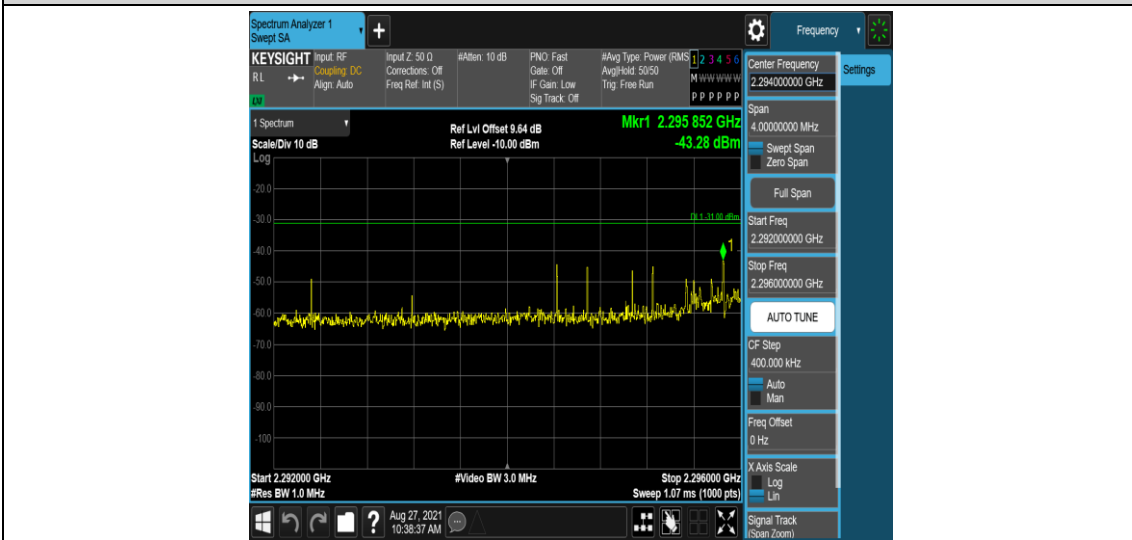 Spectrum Analyzer 1
Swept SA
Frequency
KEYSIGHT
RL
LXI
Input: RF
Coupling: DC
Align: Auto
Input Z: 50 Ω
Corrections: Off
Freq Ref: Int (S)
#Atten: 10 dB
PNO: Fast
Gate: Off
IF Gain: Low
Sig Track: Off
#Avg Type: Power (RMS
Avg|Hold: 50/50
Trig: Free Run
1 2 3 4 5 6
M W W W W W
P P P P P P
1 Spectrum
Scale/Div 10 dB
Log
Ref Lvl Offset 9.64 dB
Ref Level -10.00 dBm
Mkr1 2.295 852 GHz
-43.28 dBm
-20.0
-30.0
DL1 -31.00 dBm
-40.0
1
-50.0
-60.0
-70.0
-80.0
-90.0
-100
Start 2.292000 GHz
#Res BW 1.0 MHz
#Video BW 3.0 MHz
Stop 2.296000 GHz
Sweep 1.07 ms (1000 pts)
?
Aug 27, 2021
10:38:37 AM
Center Frequency
2.294000000 GHz
Settings
Span
4.00000000 MHz
Swept Span
Zero Span
Full Span
Start Freq
2.292000000 GHz
Stop Freq
2.296000000 GHz
AUTO TUNE
CF Step
400.000 kHz
Auto
Man
Freq Offset
0 Hz
X Axis Scale
Log
Lin
Signal Track
(Span Zoom)